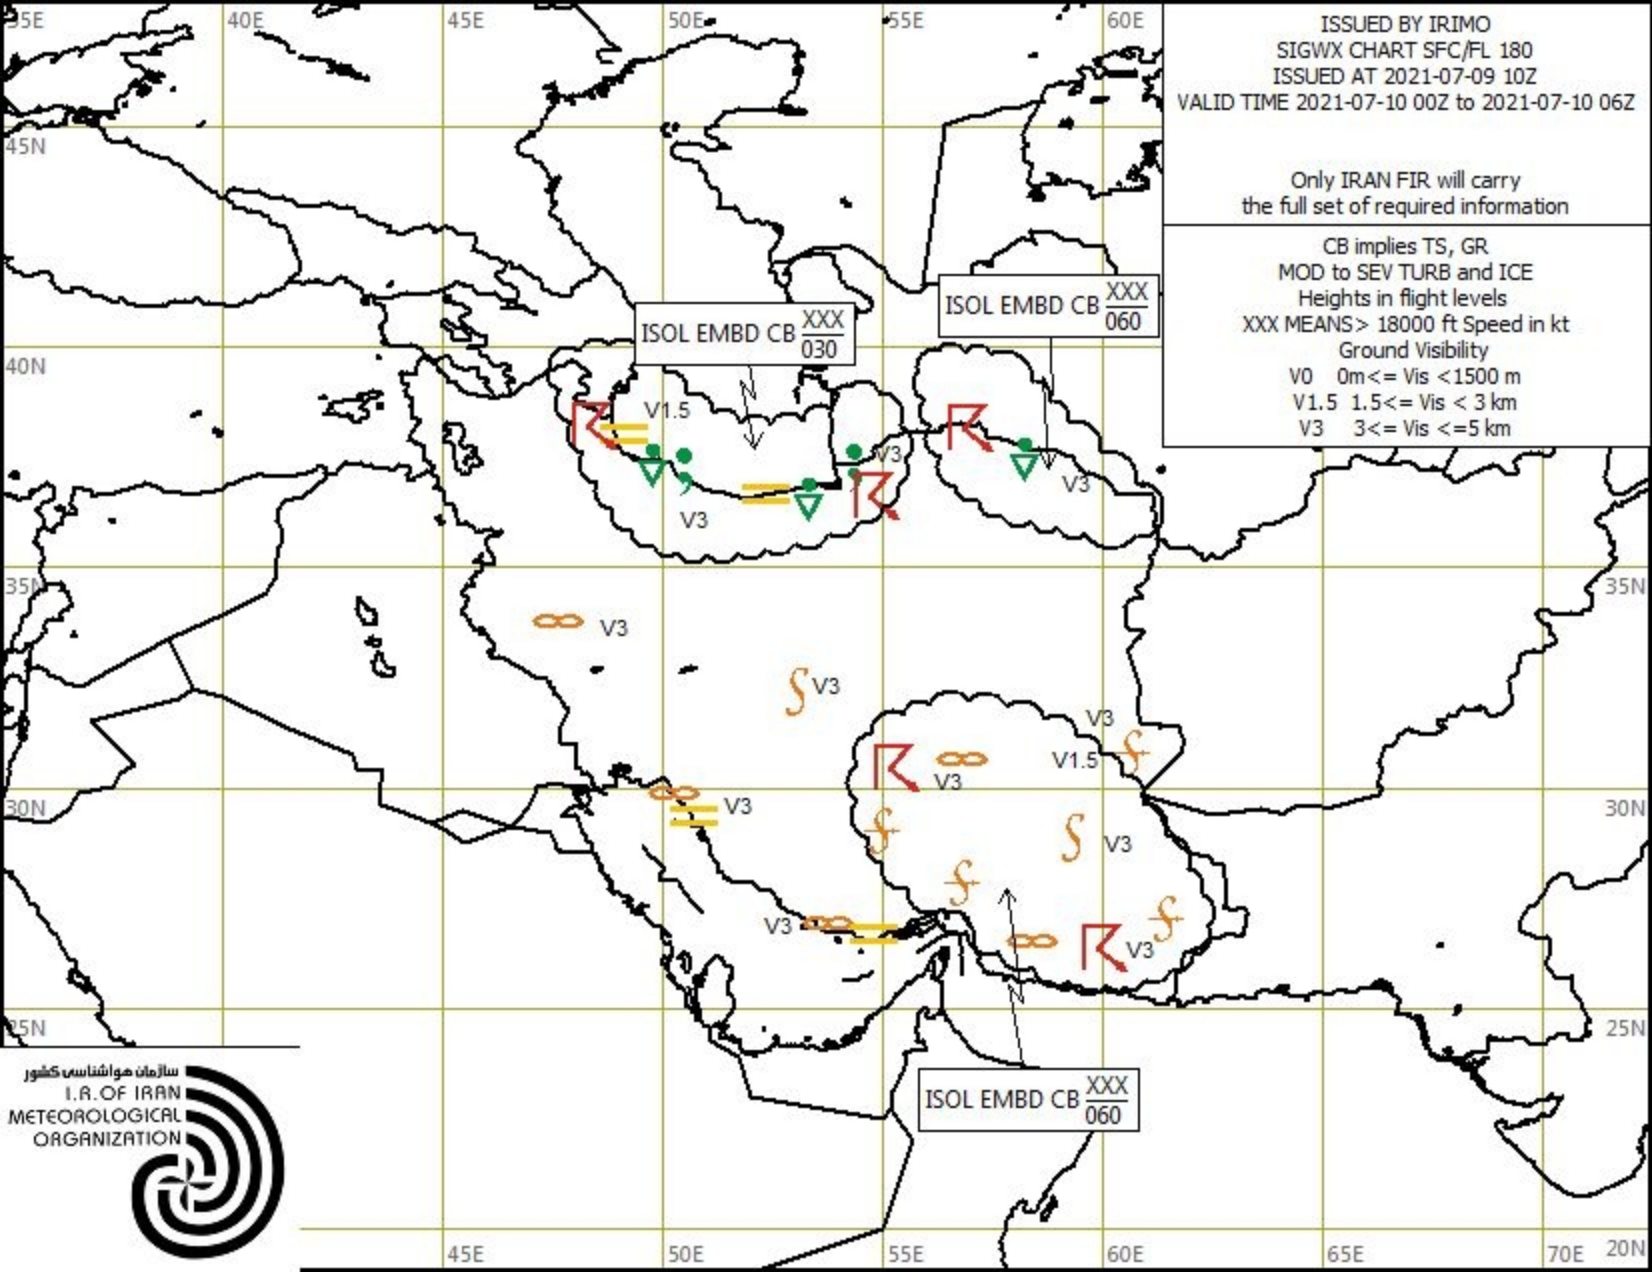 35E
40E
45E
50E
55E
60E
ISSUED BY IRIMO
SIGWX CHART SFC/FL 180
ISSUED AT 2021-07-09 10Z
VALID TIME 2021-07-10 00Z to 2021-07-10 06Z
Only IRAN FIR will carry
the full set of required information
CB implies TS, GR
MOD to SEV TURB and ICE
Heights in flight levels
XXX MEANS> 18000 ft Speed in kt
Ground Visibility
V0 0m<= Vis <1500 m
V1.5 1.5<= Vis < 3 km
V3 3<= Vis <=5 km
45N
ISOL EMBD CB XXX
060
ISOL EMBD CB XXX
030
40N
V1.5
V3
V3
V3
35N
35N
V3
V3
V3
V1.5
V3
30N
V3
30N
V3
V3
V3
25N
25N
سازمان هواشناسی کشور
I.R.OF IRAN
METEOROLOGICAL
ORGANIZATION
ISOL EMBD CB XXX
060
45E
50E
55E
60E
65E
70E
20N